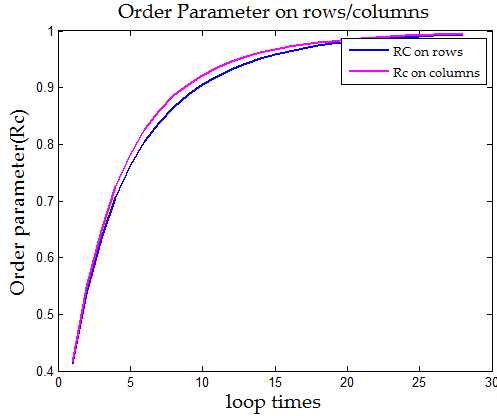 Order Parameter on rows/columns
Order parameter(Rc)
1
0.9
0.8
0.7
0.6
0.5
0.4
RC on rows
Rc on columns
0 5 10 15 20 25 30
loop times